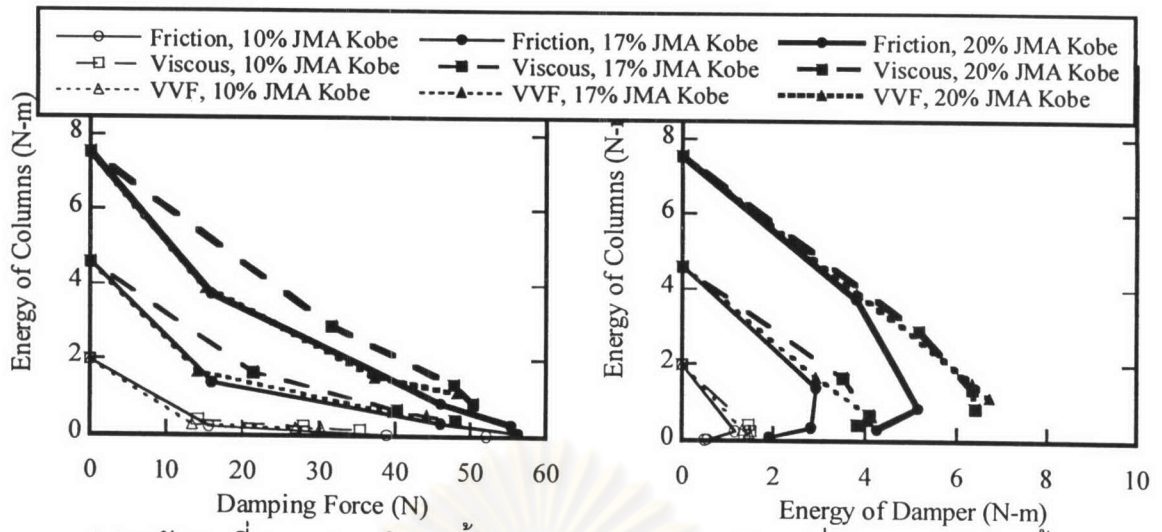 Friction, 10% JMA Kobe
Viscous, 10% JMA Kobe
VVF, 10% JMA Kobe
Friction, 17% JMA Kobe
Viscous, 17% JMA Kobe
VVF, 17% JMA Kobe
Friction, 20% JMA Kobe
Viscous, 20% JMA Kobe
VVF, 20% JMA Kobe
Energy of Columns (N-m)
8
6
4
2
0
0 10 20 30 40 50 60
Damping Force (N)
Energy of Columns (N-
8
6
4
2
0
0 2 4 6 8 10
Energy of Damper (N-m)